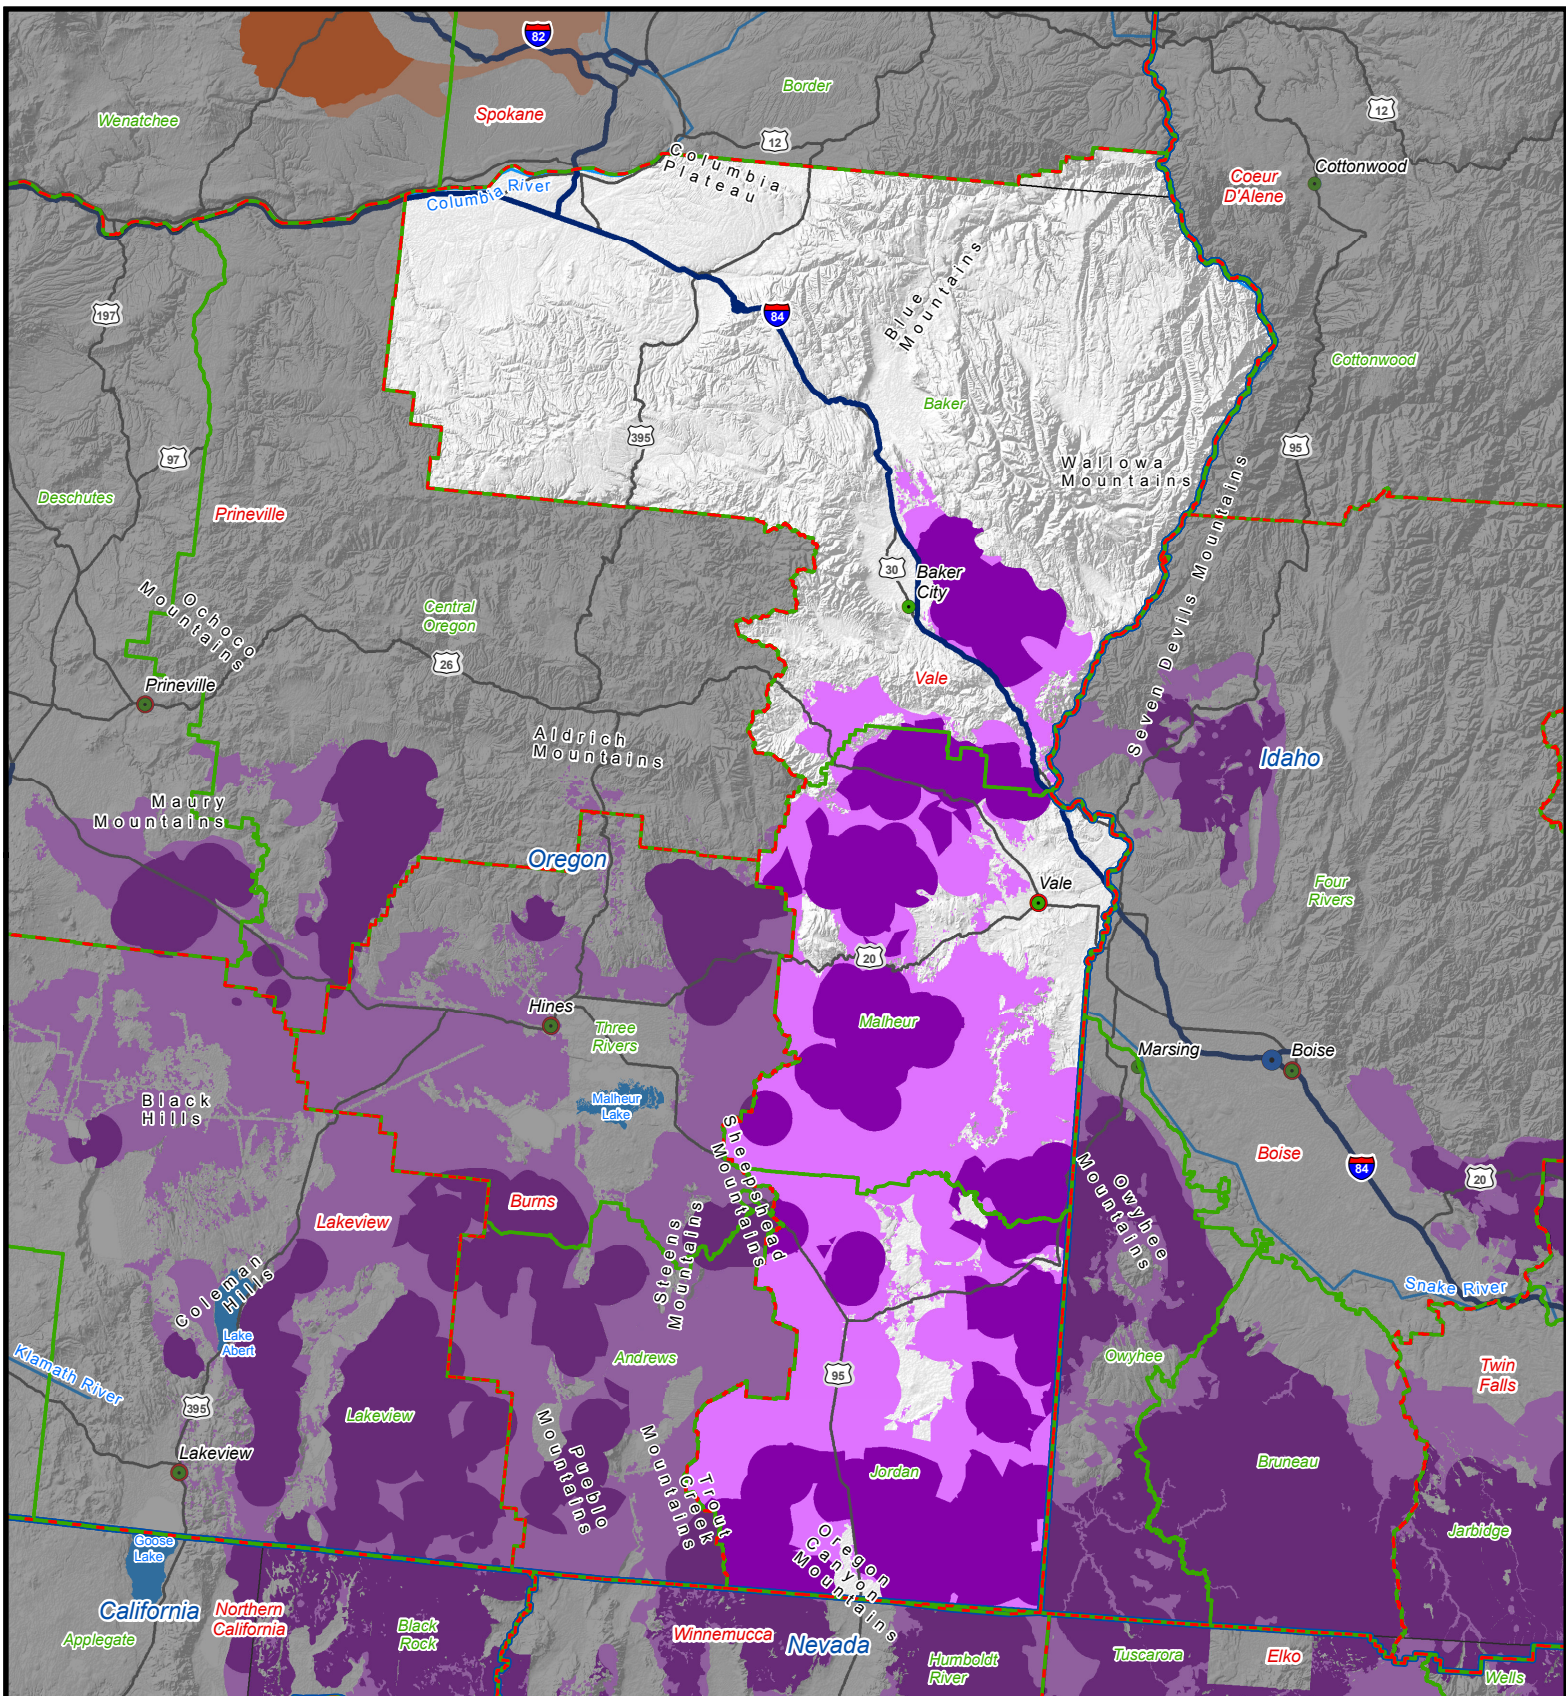 82
Border
Wenatchee
Spokane
12
12
Columbia
Plateau
Cottonwood
Coeur
D'Alene
Columbia River
197
84
Blue
Mountains
Cottonwood
Baker
395
95
97
Wallowa
Mountains
Deschutes
Prineville
30
Baker
City
Ochoco
Mountains
Central
Oregon
26
Seven Devils Mountains
Vale
Prineville
Aldrich
Mountains
Idaho
Maury
Mountains
Oregon
Vale
Four
Rivers
20
Hines
Malheur
Three
Rivers
Marsing
Boise
Malheur
Lake
Black
Hills
Sheepshead
Mountains
Boise
84
20
Owyhee
Mountains
Burns
Lakeview
Steens
Mountains
Coleman
Hills
Snake River
Lake
Abert
Klamath River
Andrews
Owyhee
Twin
Falls
95
395
Lakeview
Lakeview
Pueblo
Mountains
Trout
Creek
Mountains
Jordan
Bruneau
Jarbidge
Goose
Lake
Oregon
Canyon
Mountains
California
Northern
California
Applegate
Black
Rock
Winnemucca
Nevada
Humboldt
River
Tuscarora
Elko
Wells